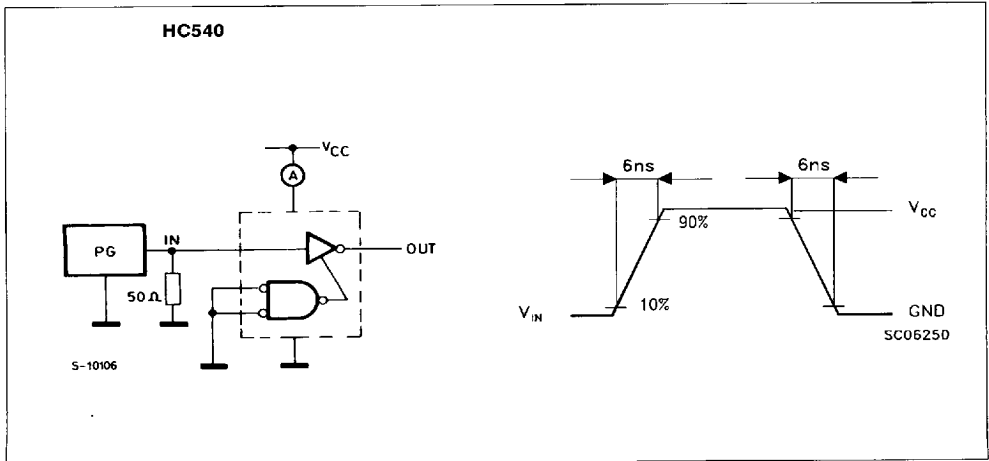 HC540
VCC
A
PG
IN
OUT
50 Ω
S-10106
6ns
6ns
90%
VCC
10%
VIN
GND
SC06250